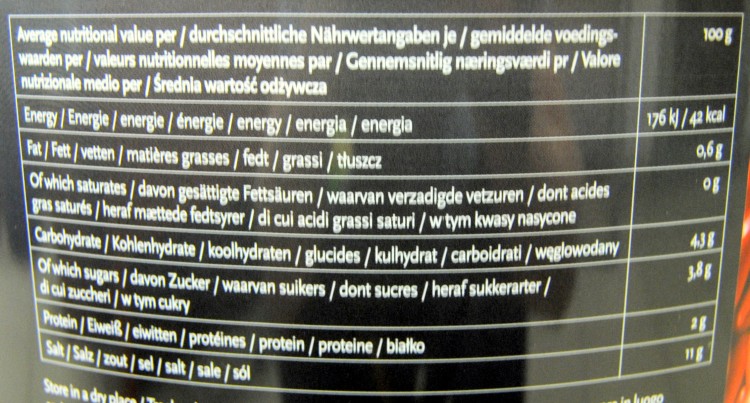 Average nutritional value per / durchschnittliche Nährwertangaben je / gemiddelde voedings-
waarden per / valeurs nutritionnelles moyennes par / Gennemsnitlig næringsværdi pr / Valore
nutrizionale medio per / Średnia wartość odżywcza
100 g
Energy / Energie / energie / énergie / energy / energia / energia
176 kJ / 42 kcal
Fat / Fett / vetten / matières grasses / fedt / grassi / tłuszcz
0,6 g
Of which saturates / davon gesättigte Fettsäuren / waarvan verzadigde vetzuren / dont acides
gras saturés / heraf mættede fedtsyrer / di cui acidi grassi saturi / w tym kwasy nasycone
0 g
Carbohydrate / Kohlenhydrate / koolhydraten / glucides / kulhydrat / carboidrati / węglowodany
4,3 g
Of which sugars / davon Zucker / waarvan suikers / dont sucres / heraf sukkerarter /
di cui zuccheri / w tym cukry
3,8 g
Protein / Eiweiß / eiwitten / protéines / protein / proteine / białko
2 g
Salt / Salz / zout / sel / salt / sale / sól
11 g
Store in a dry place / in luogo